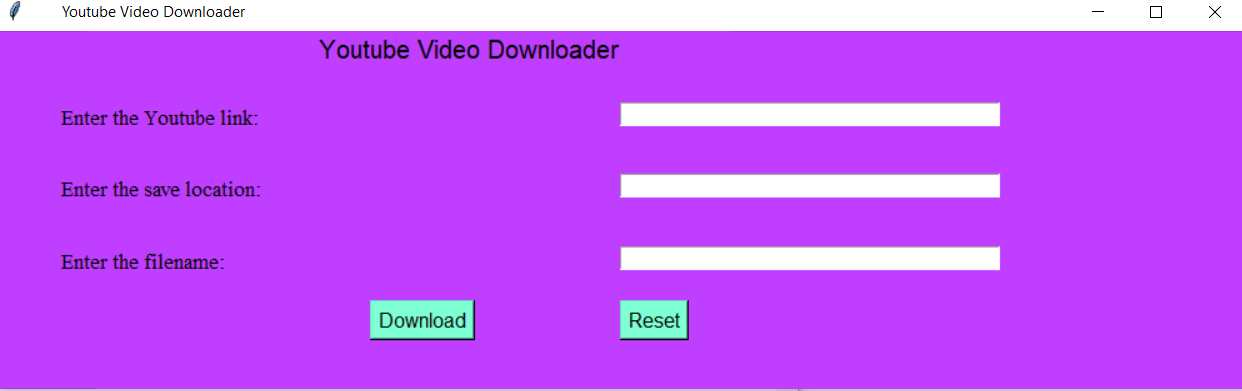 Youtube Video Downloader
Youtube Video Downloader
Enter the Youtube link:
Enter the save location:
Enter the filename:
Download Reset